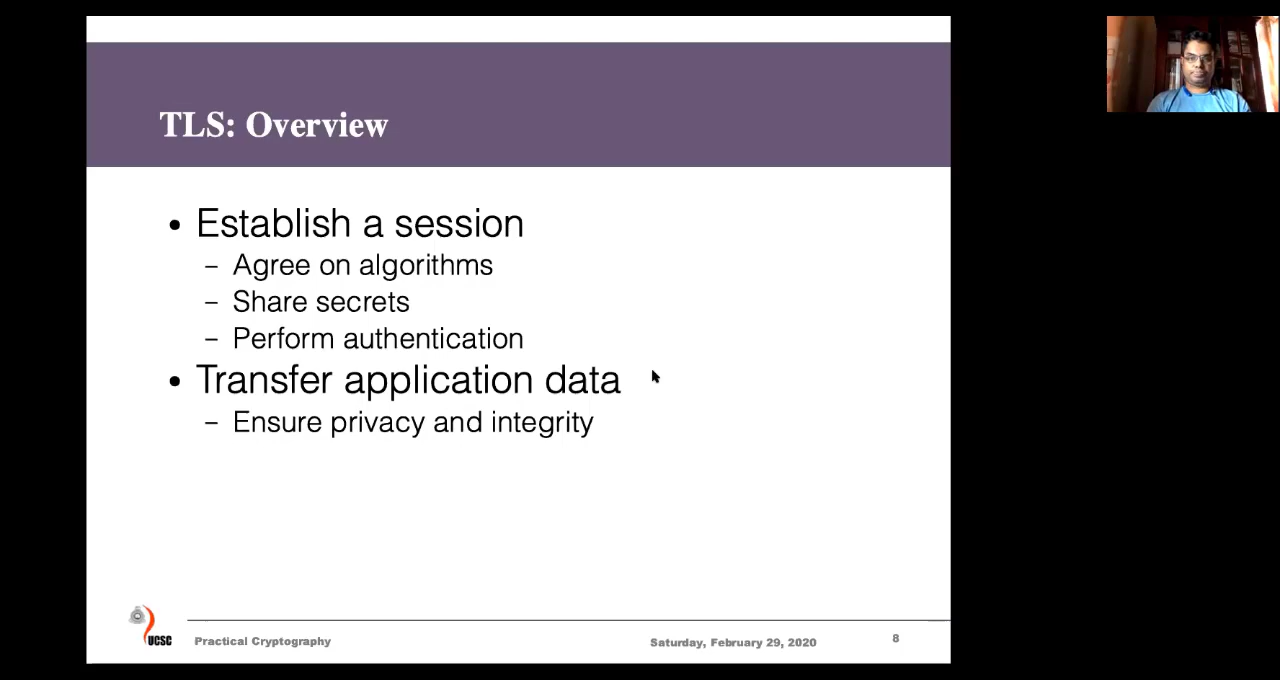 TLS: Overview
• Establish a session
– Agree on algorithms
– Share secrets
– Perform authentication
• Transfer application data
– Ensure privacy and integrity
UCSC
Practical Cryptography
Saturday, February 29, 2020
8